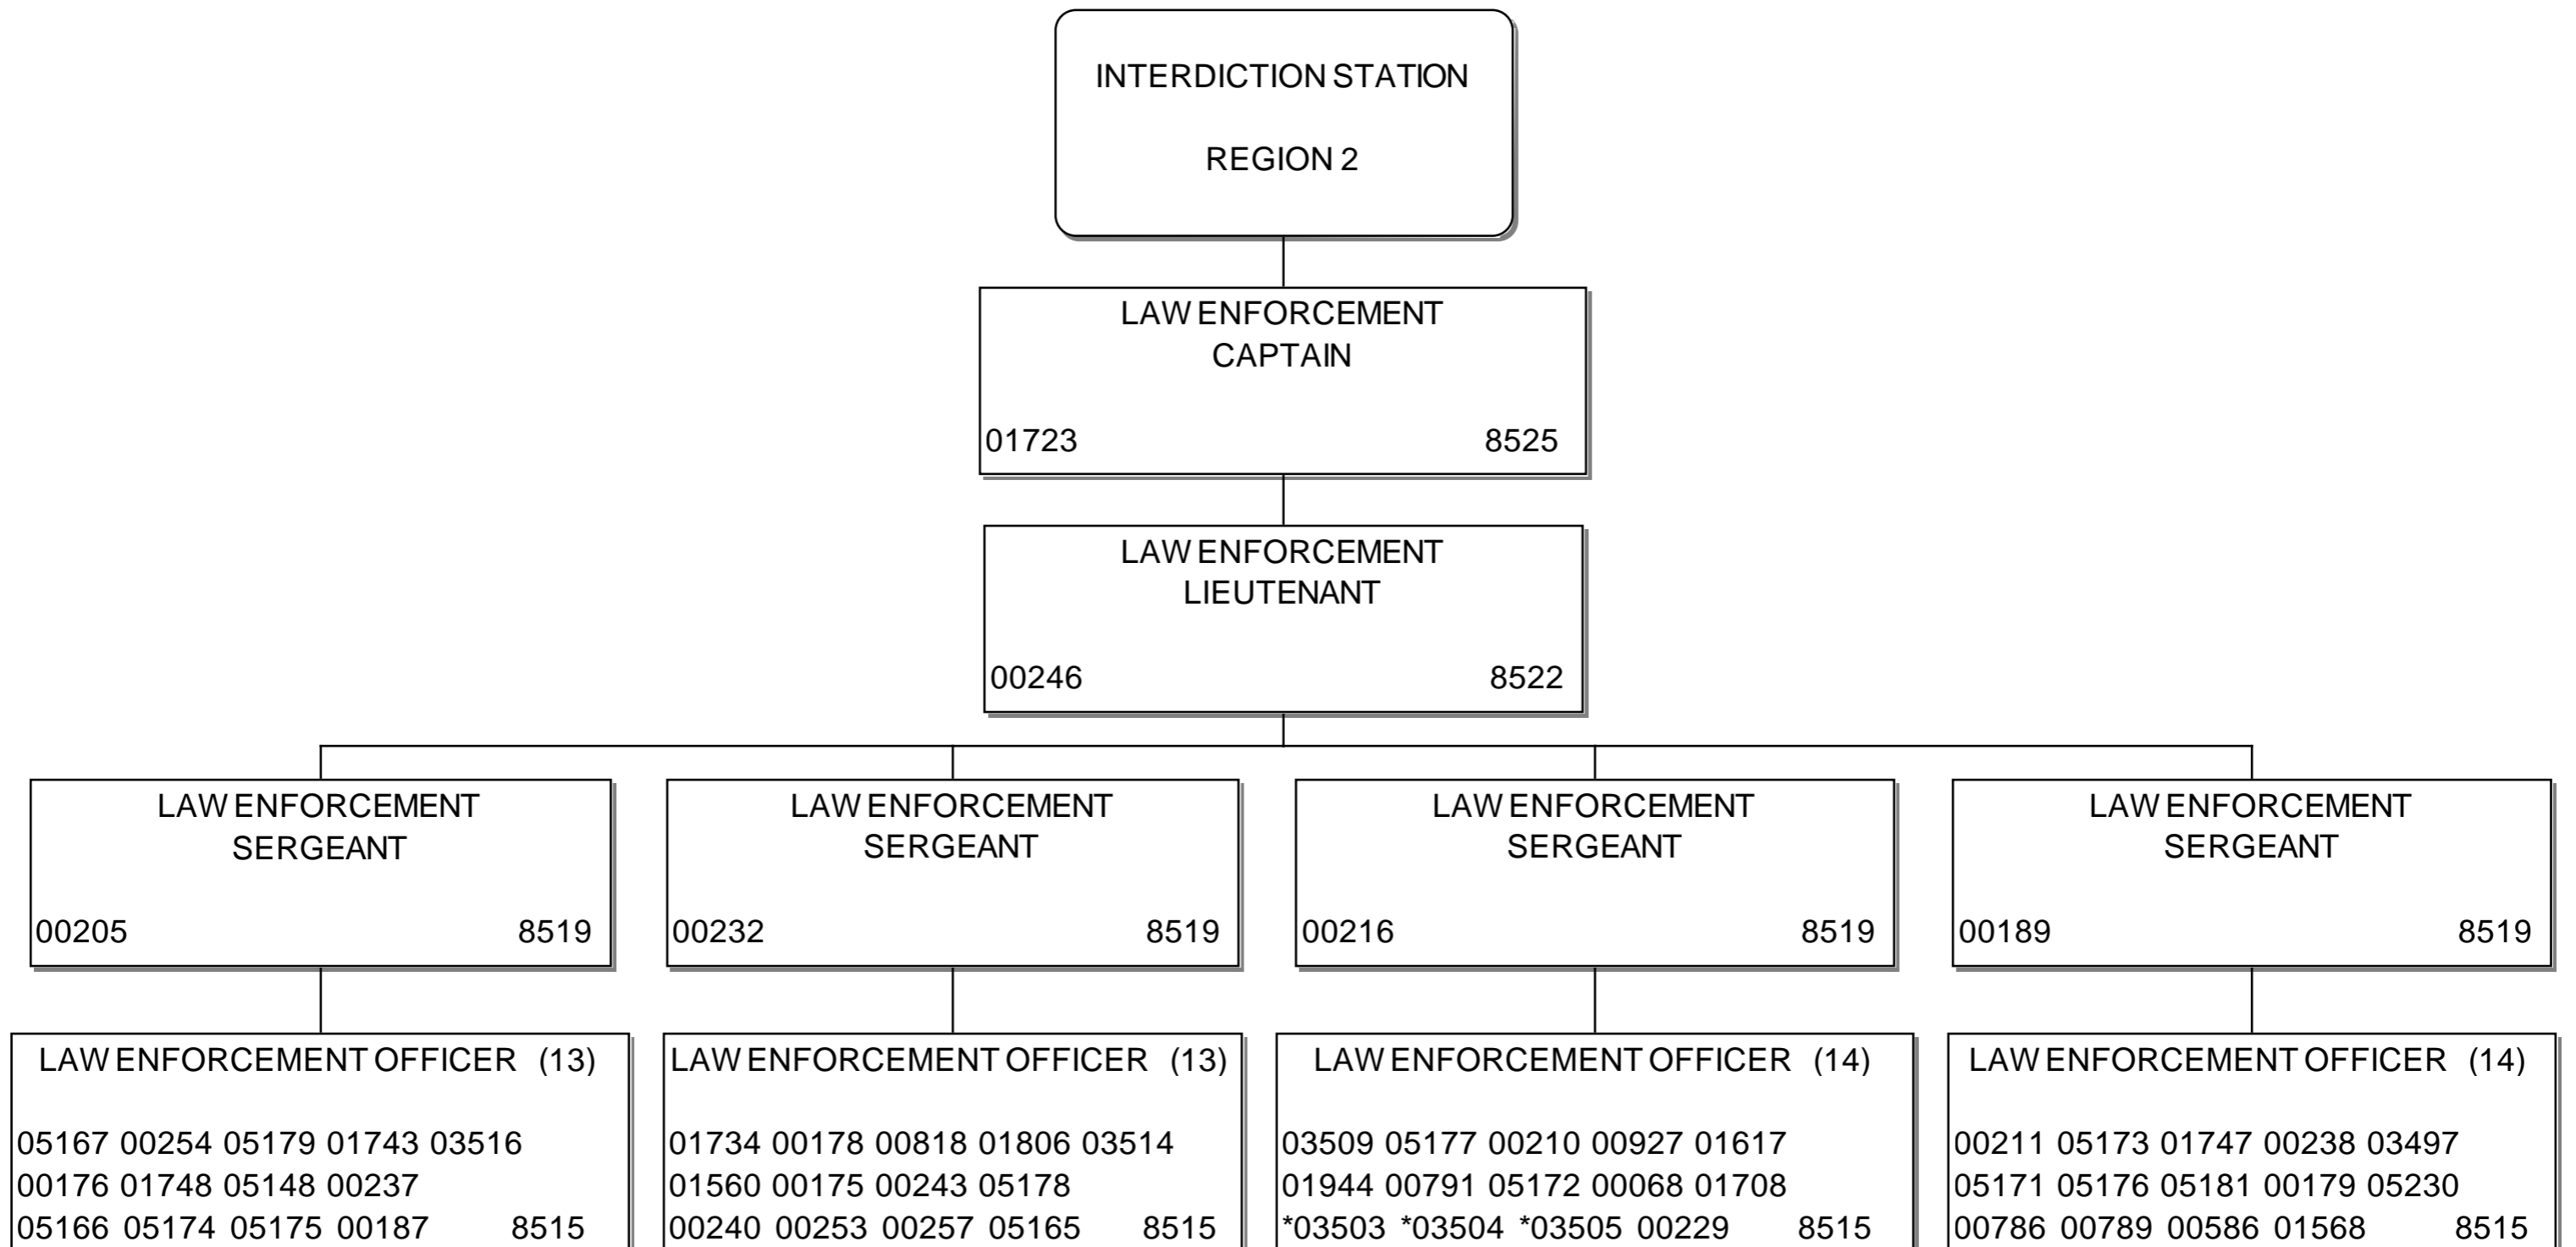 INTERDICTION STATION
REGION 2
LAW ENFORCEMENT
CAPTAIN
01723 8525
LAW ENFORCEMENT
LIEUTENANT
00246 8522
LAW ENFORCEMENT
SERGEANT
00205 8519
LAW ENFORCEMENT
SERGEANT
00232 8519
LAW ENFORCEMENT
SERGEANT
00216 8519
LAW ENFORCEMENT
SERGEANT
00189 8519
LAW ENFORCEMENT OFFICER (13)
05167 00254 05179 01743 03516
00176 01748 05148 00237
05166 05174 05175 00187 8515
LAW ENFORCEMENT OFFICER (13)
01734 00178 00818 01806 03514
01560 00175 00243 05178
00240 00253 00257 05165 8515
LAW ENFORCEMENT OFFICER (14)
03509 05177 00210 00927 01617
01944 00791 05172 00068 01708
*03503 *03504 *03505 00229 8515
LAW ENFORCEMENT OFFICER (14)
00211 05173 01747 00238 03497
05171 05176 05181 00179 05230
00786 00789 00586 01568 8515